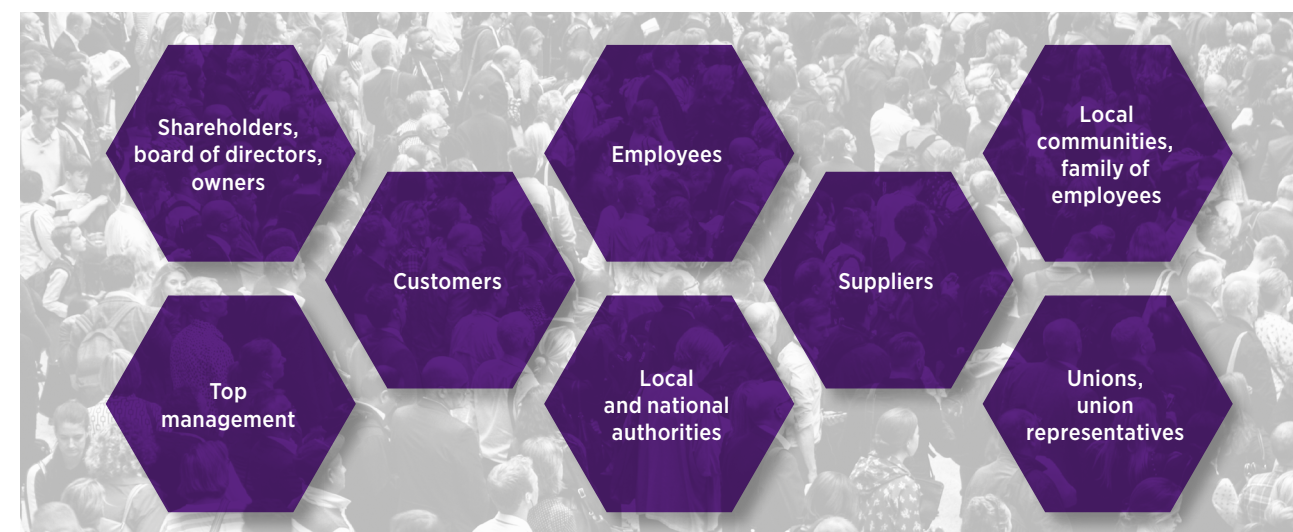 Shareholders,
board of directors,
owners
Employees
Local
communities,
family of
employees
Customers
Suppliers
Top
management
Local
and national
authorities
Unions,
union
representatives